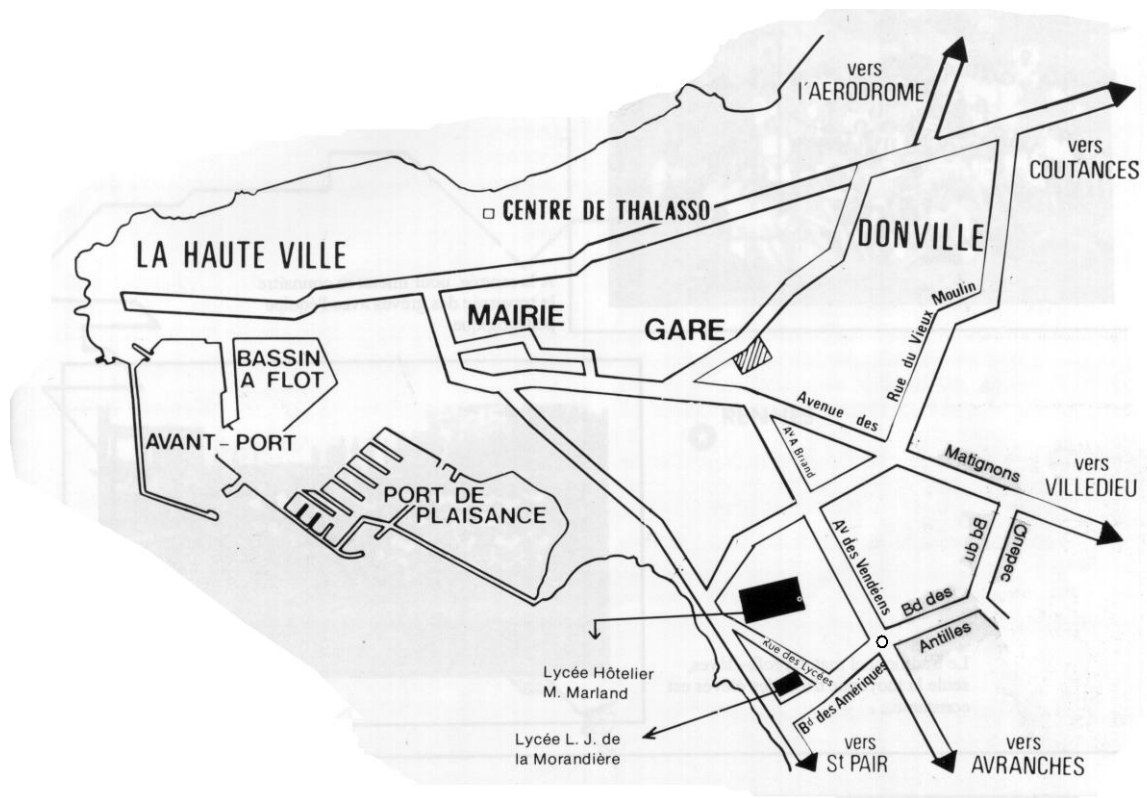 vers
l'AERODROME
vers
COUTANCES
CENTRE DE THALASSO
DONVILLE
LA HAUTE VILLE
MAIRIE
GARE
Rue du Vieux Moulin
BASSIN
A FLOT
Avenue des
Matignons
AVANT-PORT
Av A Briand
vers
VILLEDIEU
PORT DE
PLAISANCE
Bd du
Québec
Av des Vendéens
Bd des
Antilles
Rue des Lycées
Lycée Hôtelier
M. Marland
Bd des Amériques
Lycée L. J. de
la Morandière
vers
St PAIR
vers
AVRANCHES